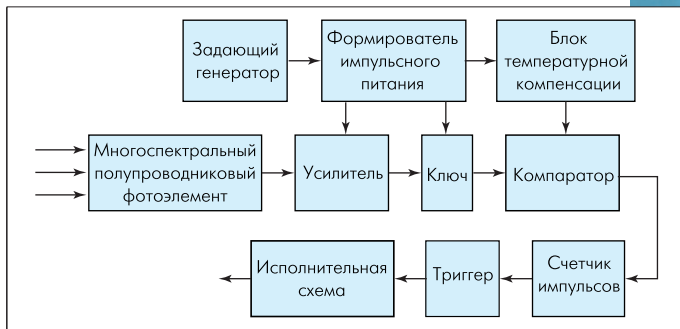 Задающий
генератор
Формирователь
импульсного
питания
Блок
температурной
компенсации
Многоспектральный
полупроводниковый
фотоэлемент
Усилитель
Ключ
Компаратор
Исполнительная
схема
Триггер
Счетчик
импульсов